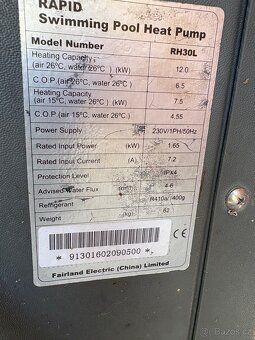 RAPID
Swimming Pool Heat Pump
Model Number RH30L
Heating Capacity (kW) 12.0
(air 26°C, water 26°C)
C.O.P.(air 26°C, water 26°C) 6.5
Heating Capacity (kW) 7.5
(air 15°C, water 26°C)
C.O.P.(air 15°C, water 26°C) 4.55
Power Supply 230V/1PH/50Hz
Rated Input Power (kW) 1.65
Rated Input Current (A) 7.2
Protection Level IPX4
Advised Water Flux 4-6
Refrigerant R410a/ 400g
Weight (kg) 62
* 91301602090500 *
CE
Fairland Electric (China) Limited
Bazoš.cz